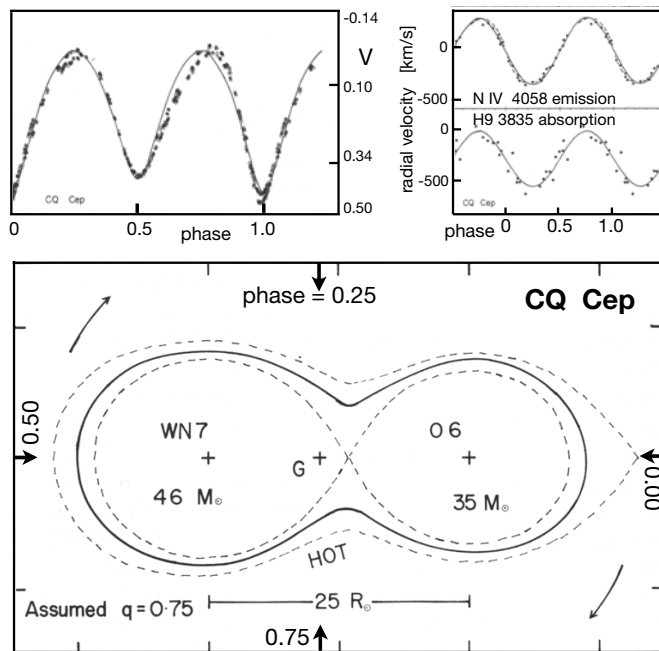 -0.14
V
0.10
0.34
0.50
CQ Cep
0 0.5 1.0
phase
radial velocity [km/s]
0
-500
N IV 4058 emission
H9 3835 absorption
0
-500
CQ Cep
phase 0 0.5 1.0
phase = 0.25
CQ Cep
0.50
WN7
46 M☉
G
O6
35 M☉
0.00
HOT
Assumed q=0.75
25 R☉
0.75